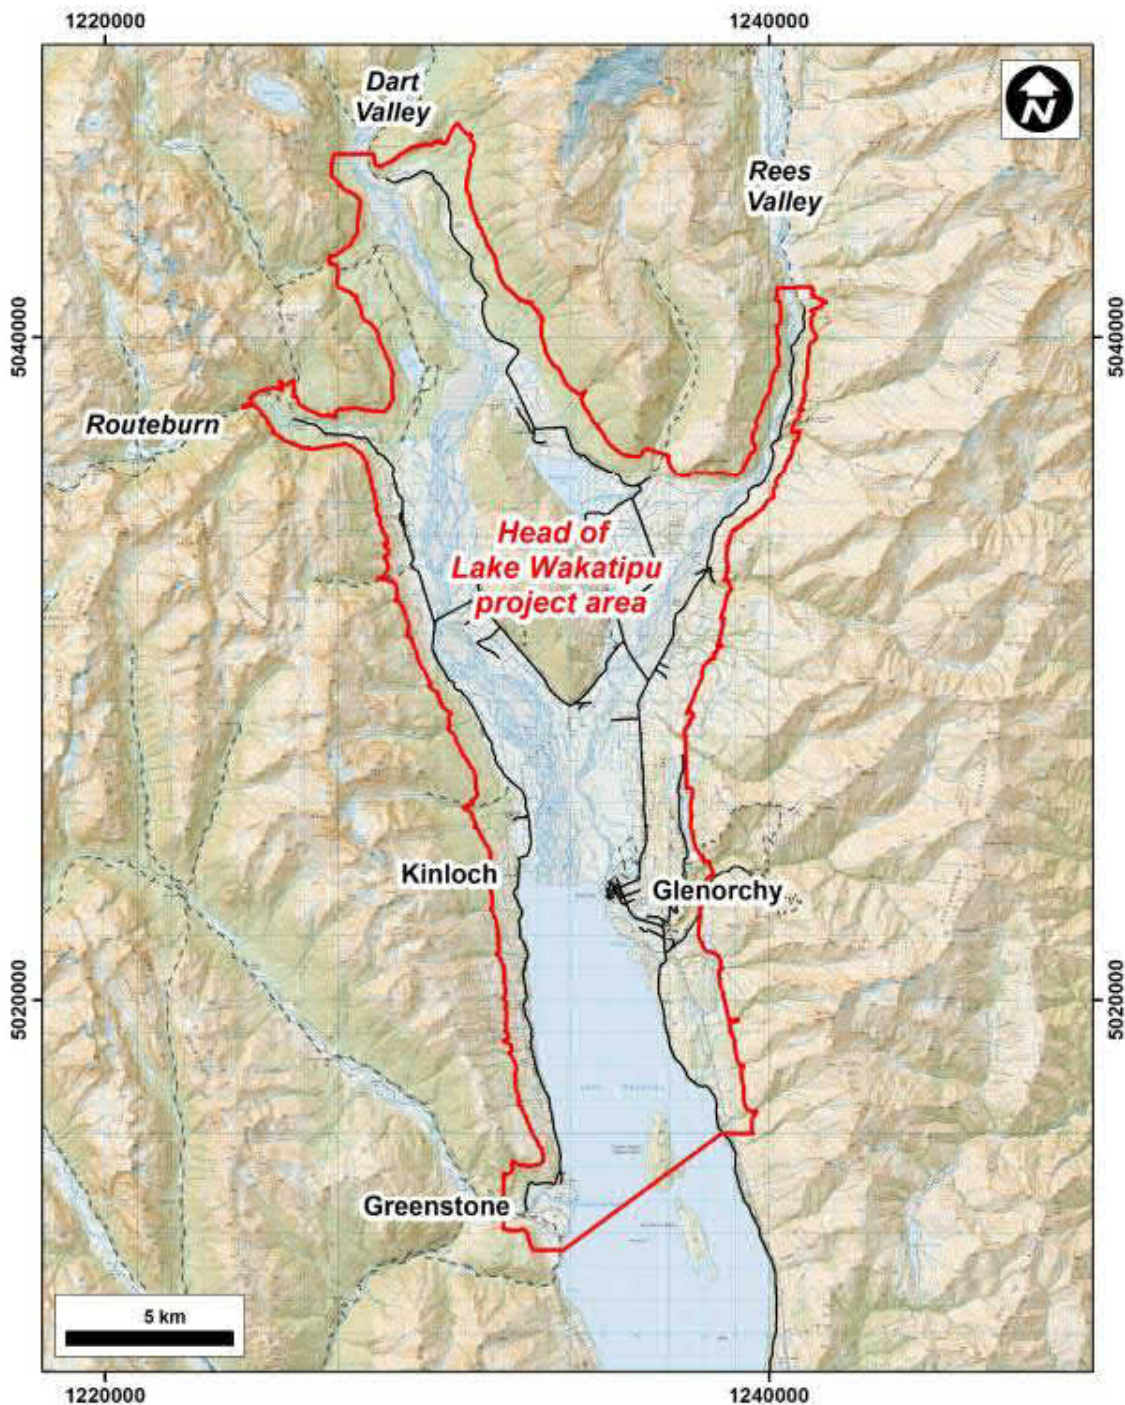 1220000
1240000
Dart
Valley
N
Rees
Valley
5040000
5040000
Routeburn
Head of
Lake Wakatipu
project area
Kinloch
Glenorchy
5020000
5020000
Greenstone
5 km
1220000
1240000